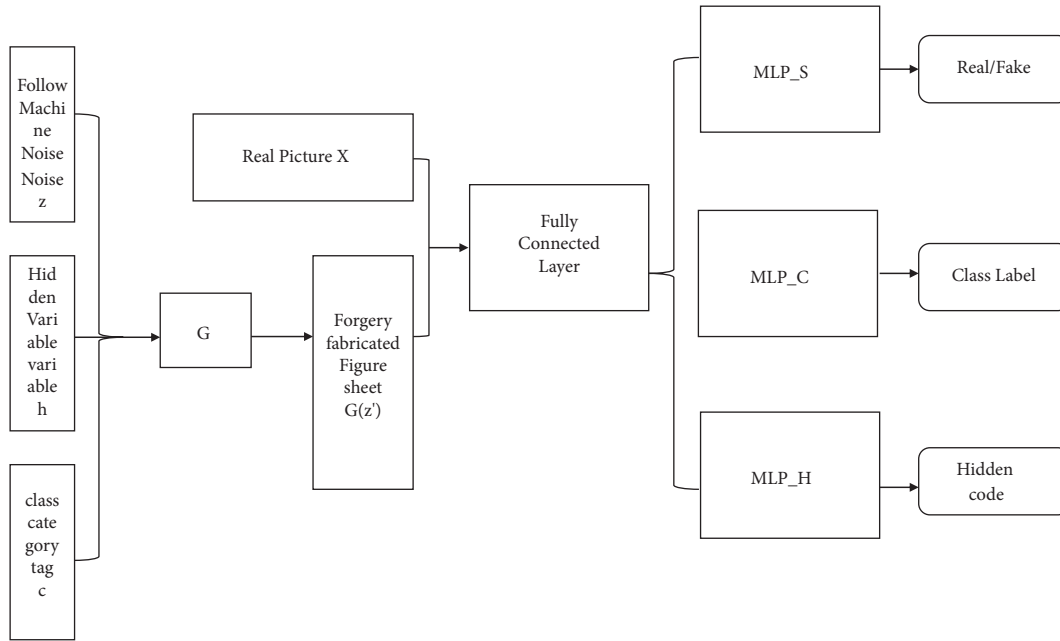 Follow
Machi
ne
Noise
Noise
z
Hid
den
Vari
able
vari
able
h
class
cate
gory
tag
c
G
Real Picture X
Forgery
fabricated
Figure
sheet
G(z')
Fully
Connected
Layer
MLP_S
Real/Fake
MLP_C
Class Label
MLP_H
Hidden
code